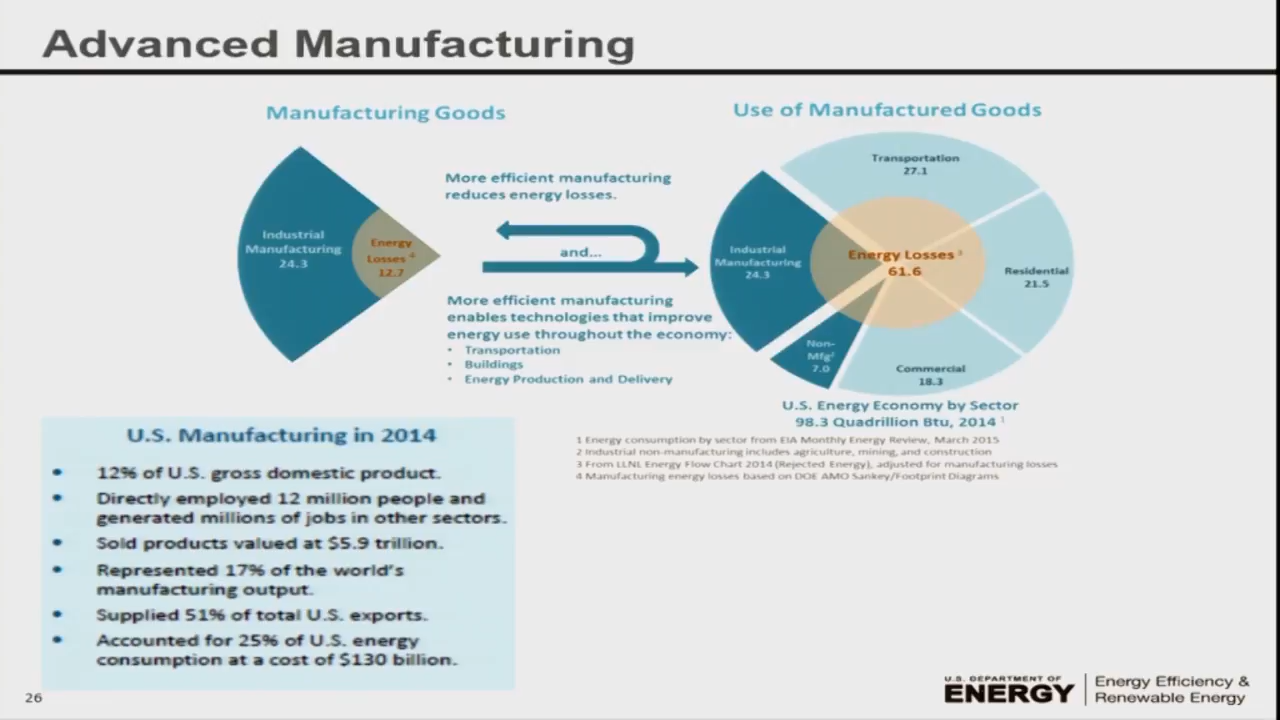 Advanced Manufacturing
Manufacturing Goods
Industrial
Manufacturing
24.3
Energy
Losses 4
12.7
More efficient manufacturing
reduces energy losses.
and...
More efficient manufacturing
enables technologies that improve
energy use throughout the economy:
• Transportation
• Buildings
• Energy Production and Delivery
Use of Manufactured Goods
Transportation
27.1
Industrial
Manufacturing
24.3
Energy Losses 3
61.6
Residential
21.5
Non-
Mfg2
7.0
Commercial
18.3
U.S. Energy Economy by Sector
98.3 Quadrillion Btu, 2014 1
1 Energy consumption by sector from EIA Monthly Energy Review, March 2015
2 Industrial non-manufacturing includes agriculture, mining, and construction
3 From LLNL Energy Flow Chart 2014 (Rejected Energy), adjusted for manufacturing losses
4 Manufacturing energy losses based on DOE AMO Sankey/Footprint Diagrams
U.S. Manufacturing in 2014
• 12% of U.S. gross domestic product.
• Directly employed 12 million people and
generated millions of jobs in other sectors.
• Sold products valued at $5.9 trillion.
• Represented 17% of the world's
manufacturing output.
• Supplied 51% of total U.S. exports.
• Accounted for 25% of U.S. energy
consumption at a cost of $130 billion.
26
U.S. DEPARTMENT OF
ENERGY
Energy Efficiency &
Renewable Energy